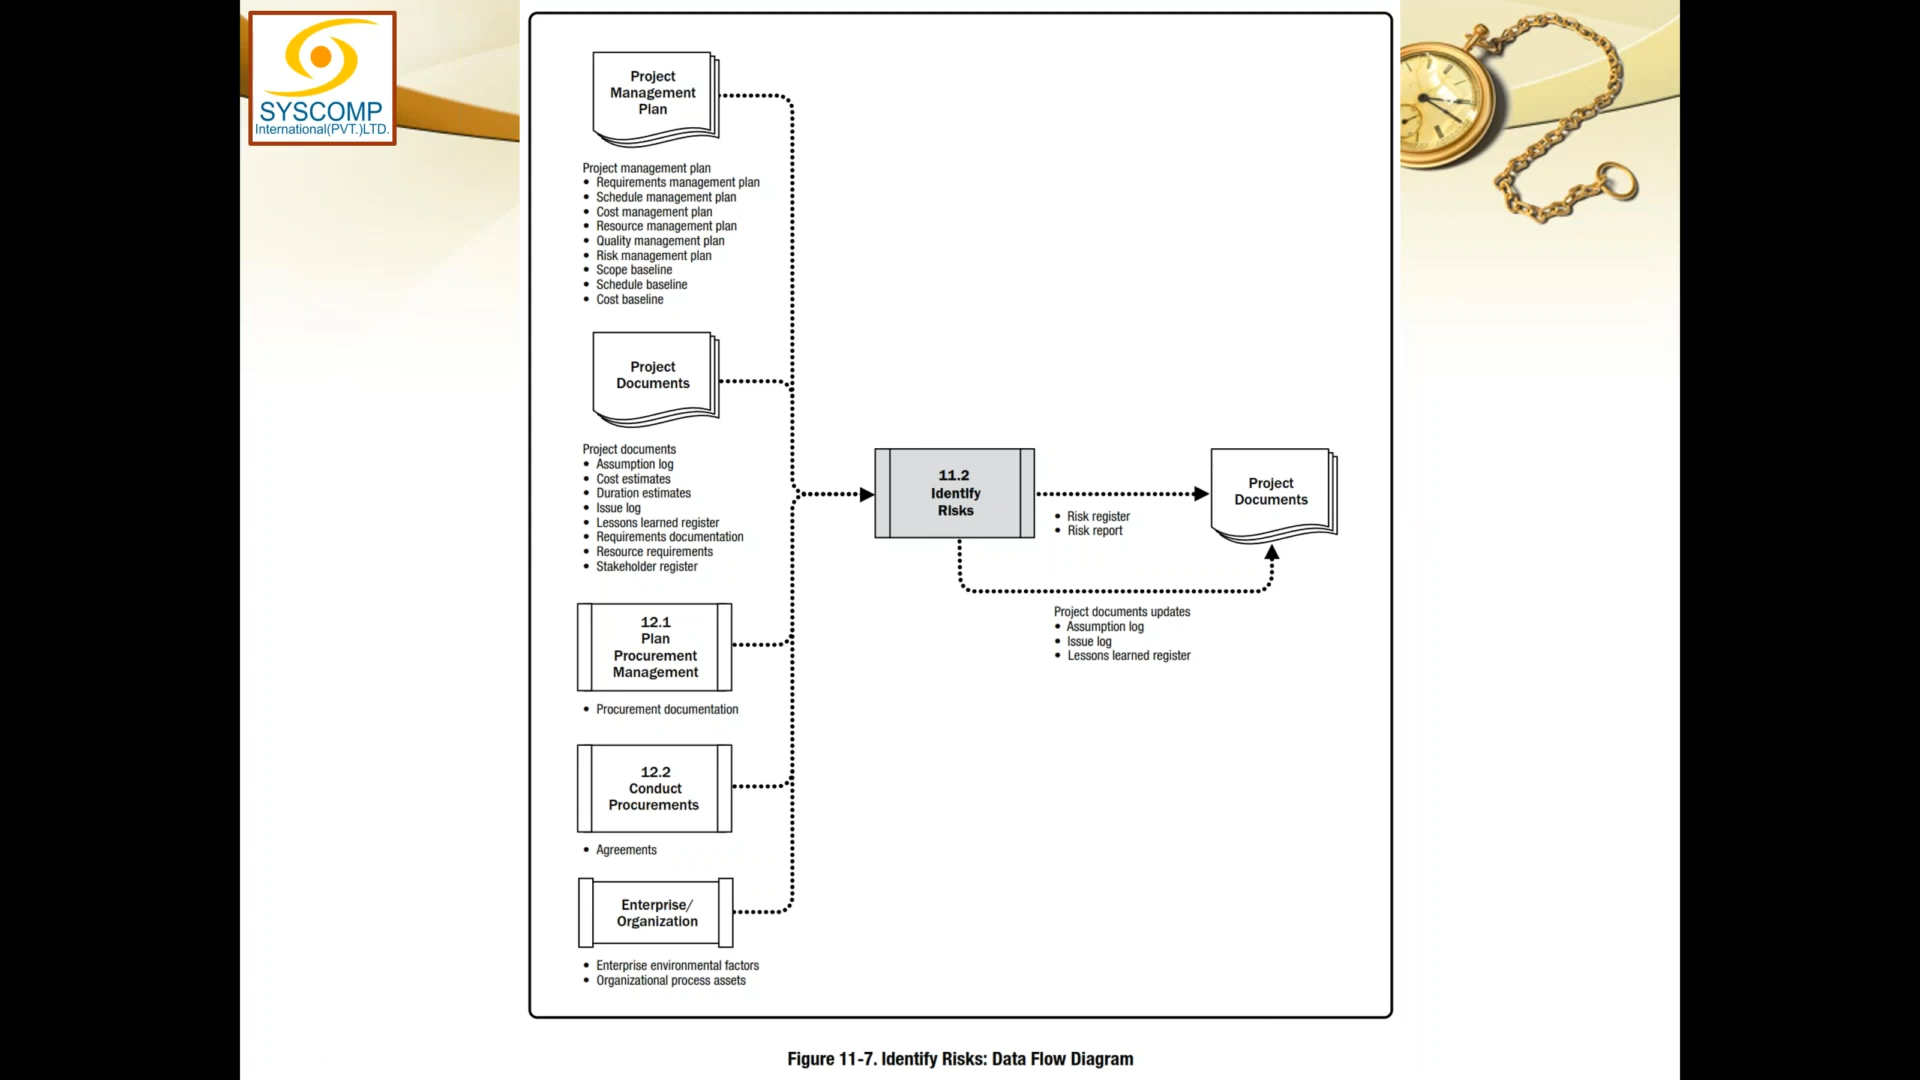 SYSCOMP
International(PVT.)LTD.
Project
Management
Plan
Project management plan
• Requirements management plan
• Schedule management plan
• Cost management plan
• Resource management plan
• Quality management plan
• Risk management plan
• Scope baseline
• Schedule baseline
• Cost baseline
Project
Documents
Project documents
• Assumption log
• Cost estimates
• Duration estimates
• Issue log
• Lessons learned register
• Requirements documentation
• Resource requirements
• Stakeholder register
12.1
Plan
Procurement
Management
• Procurement documentation
12.2
Conduct
Procurements
• Agreements
Enterprise/
Organization
• Enterprise environmental factors
• Organizational process assets
11.2
Identify
Risks
• Risk register
• Risk report
Project
Documents
Project documents updates
• Assumption log
• Issue log
• Lessons learned register
Figure 11-7. Identify Risks: Data Flow Diagram